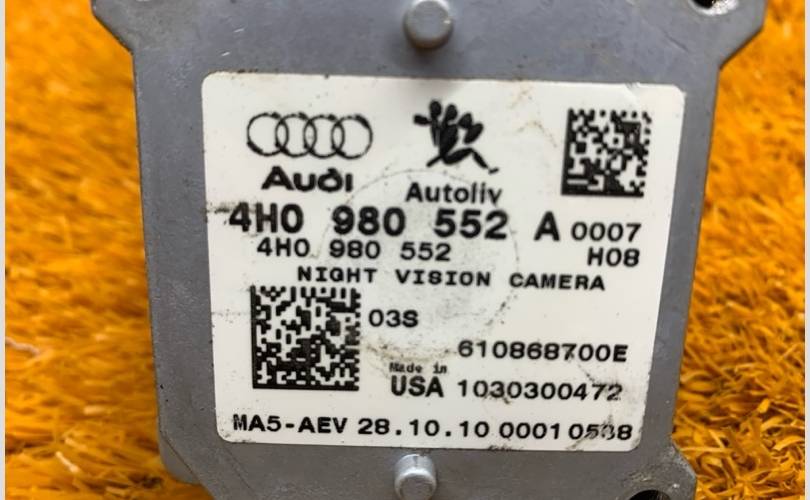 Audi
Autoliv
4H0 980 552 A 0007
4H0 980 552 H08
NIGHT VISION CAMERA
03S
610868700E
Made in
USA 1030300472
MA5-AEV 28.10.10 00010538